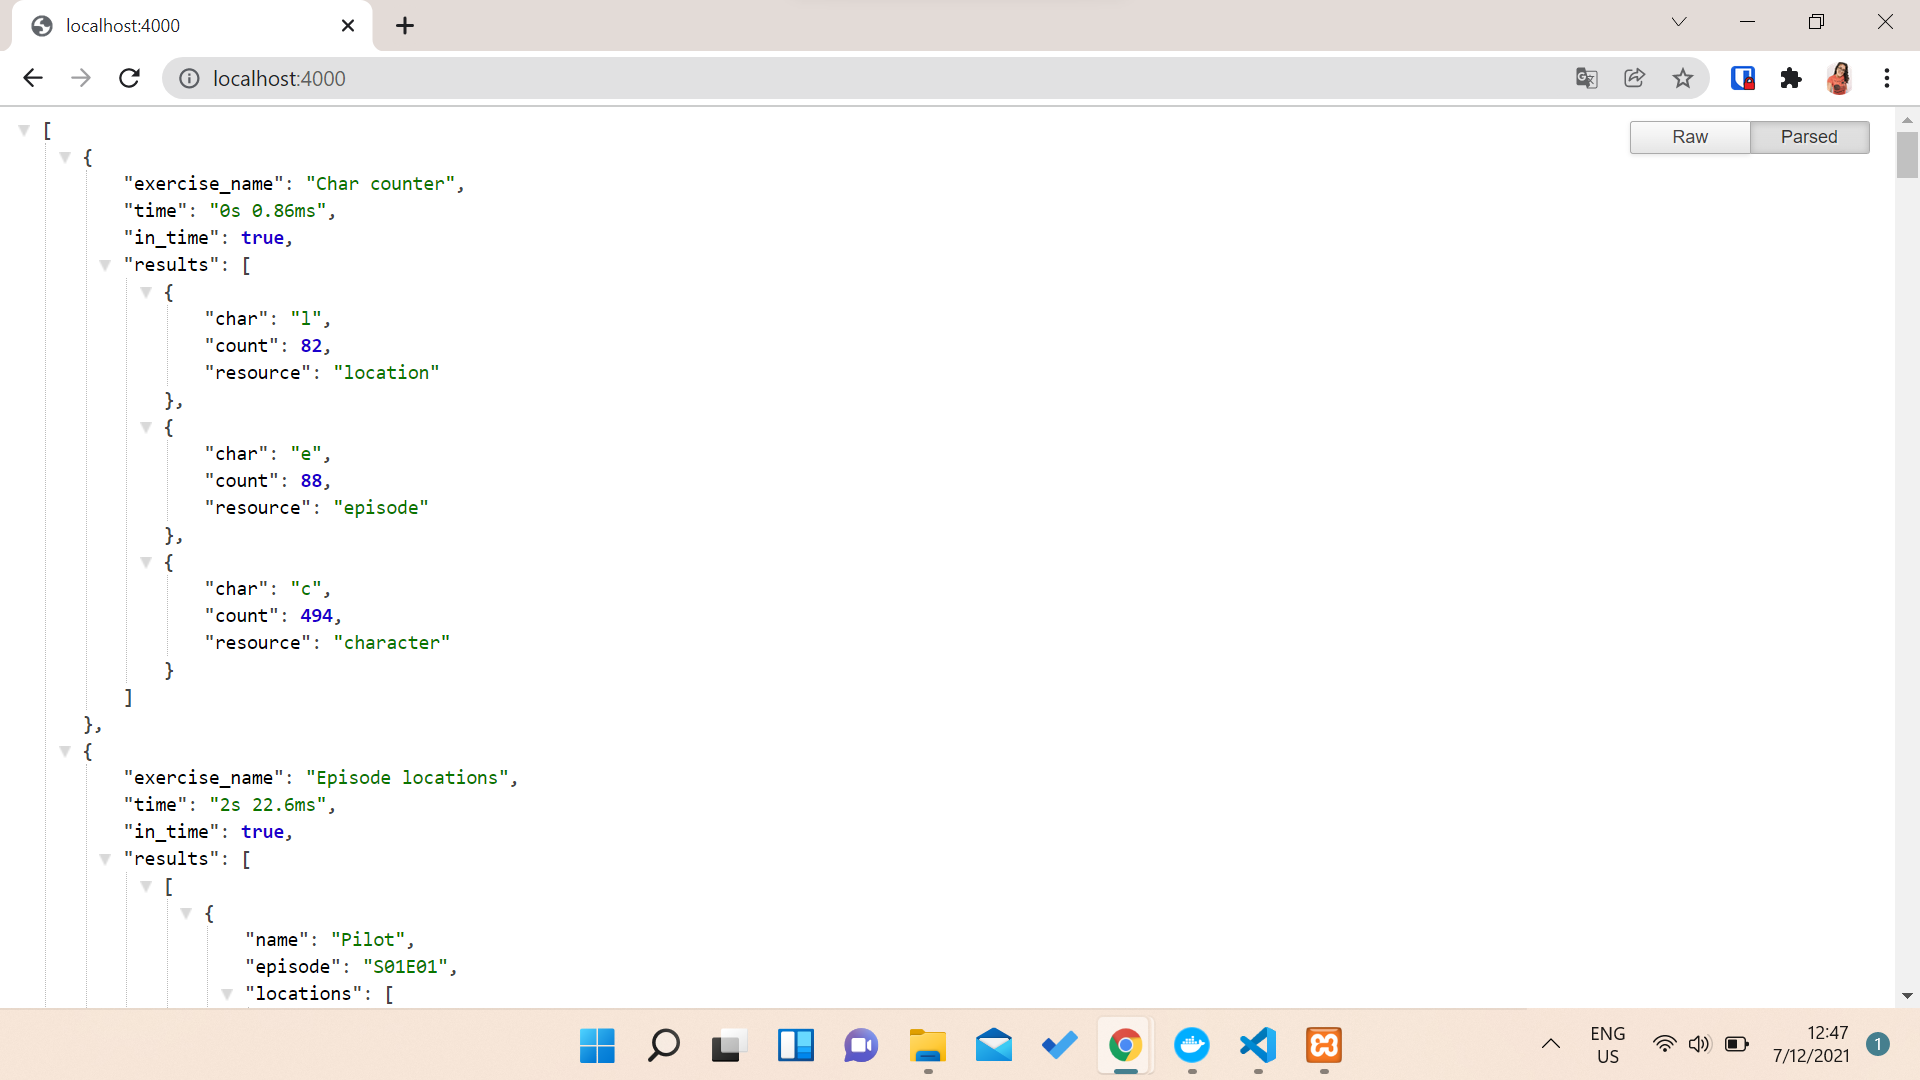 localhost:4000
localhost:4000
Raw
Parsed
[
{
"exercise_name": "Char counter",
"time": "0s 0.86ms",
"in_time": true,
"results": [
{
"char": "l",
"count": 82,
"resource": "location"
},
{
"char": "e",
"count": 88,
"resource": "episode"
},
{
"char": "c",
"count": 494,
"resource": "character"
}
]
},
{
"exercise_name": "Episode locations",
"time": "2s 22.6ms",
"in_time": true,
"results": [
[
{
"name": "Pilot",
"episode": "S01E01",
"locations": [
ENG
US
12:47
7/12/2021
1